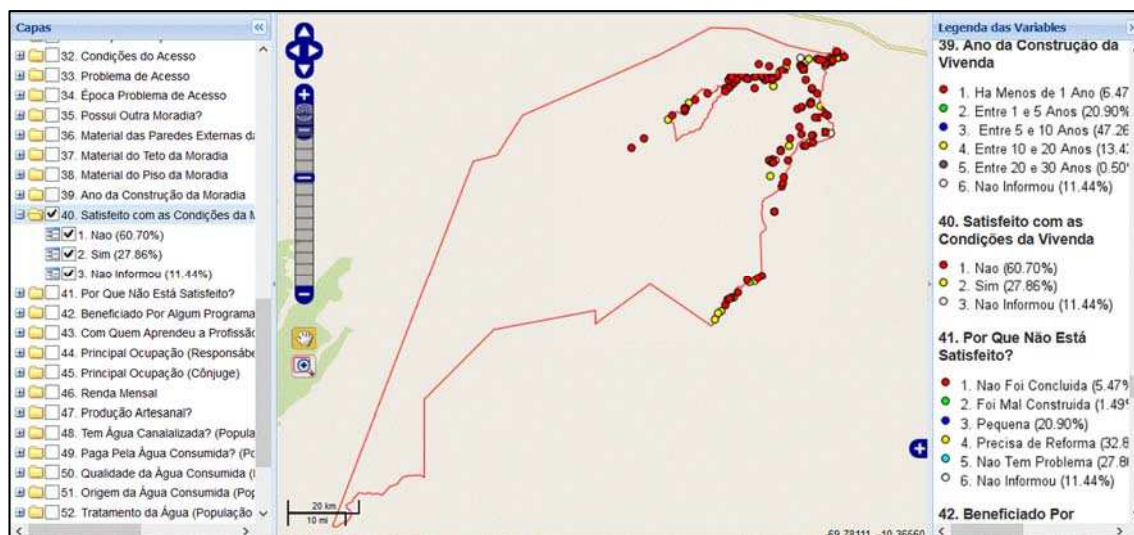 Capas
32. Condições do Acesso
33. Problema de Acesso
34. Época Problema de Acesso
35. Possui Outra Moradia?
36. Material das Paredes Externas da
37. Material do Teto da Moradia
38. Material do Piso da Moradia
39. Ano da Construção da Moradia
40. Satisfeito com as Condições da M
1. Nao (60.70%)
2. Sim (27.86%)
3. Nao Informou (11.44%)
41. Por Que Não Está Satisfeito?
42. Beneficiado Por Algum Programa
43. Com Quem Aprendeu a Profissão
44. Principal Ocupação (Responsábe
45. Principal Ocupação (Cônjuge)
46. Renda Mensal
47. Produção Artesanal?
48. Tem Água Canalalizada? (Popula
49. Paga Pela Água Consumida? (Po
50. Qualidade da Água Consumida (
51. Origem da Água Consumida (Pop
52. Tratamento da Água (População
20 km
10 mi
-69.78111, -10.36660
Legenda das Variables
39. Ano da Construção da
Vivenda
1. Ha Menos de 1 Ano (6.47
2. Entre 1 e 5 Anos (20.90%
3. Entre 5 e 10 Anos (47.26
4. Entre 10 e 20 Anos (13.43
5. Entre 20 e 30 Anos (0.50%
6. Nao Informou (11.44%)
40. Satisfeito com as
Condições da Vivenda
1. Nao (60.70%)
2. Sim (27.86%)
3. Nao Informou (11.44%)
41. Por Que Não Está
Satisfeito?
1. Nao Foi Concluida (5.47%
2. Foi Mal Construida (1.49%
3. Pequena (20.90%)
4. Precisa de Reforma (32.8
5. Nao Tem Problema (27.86
6. Nao Informou (11.44%)
42. Beneficiado Por